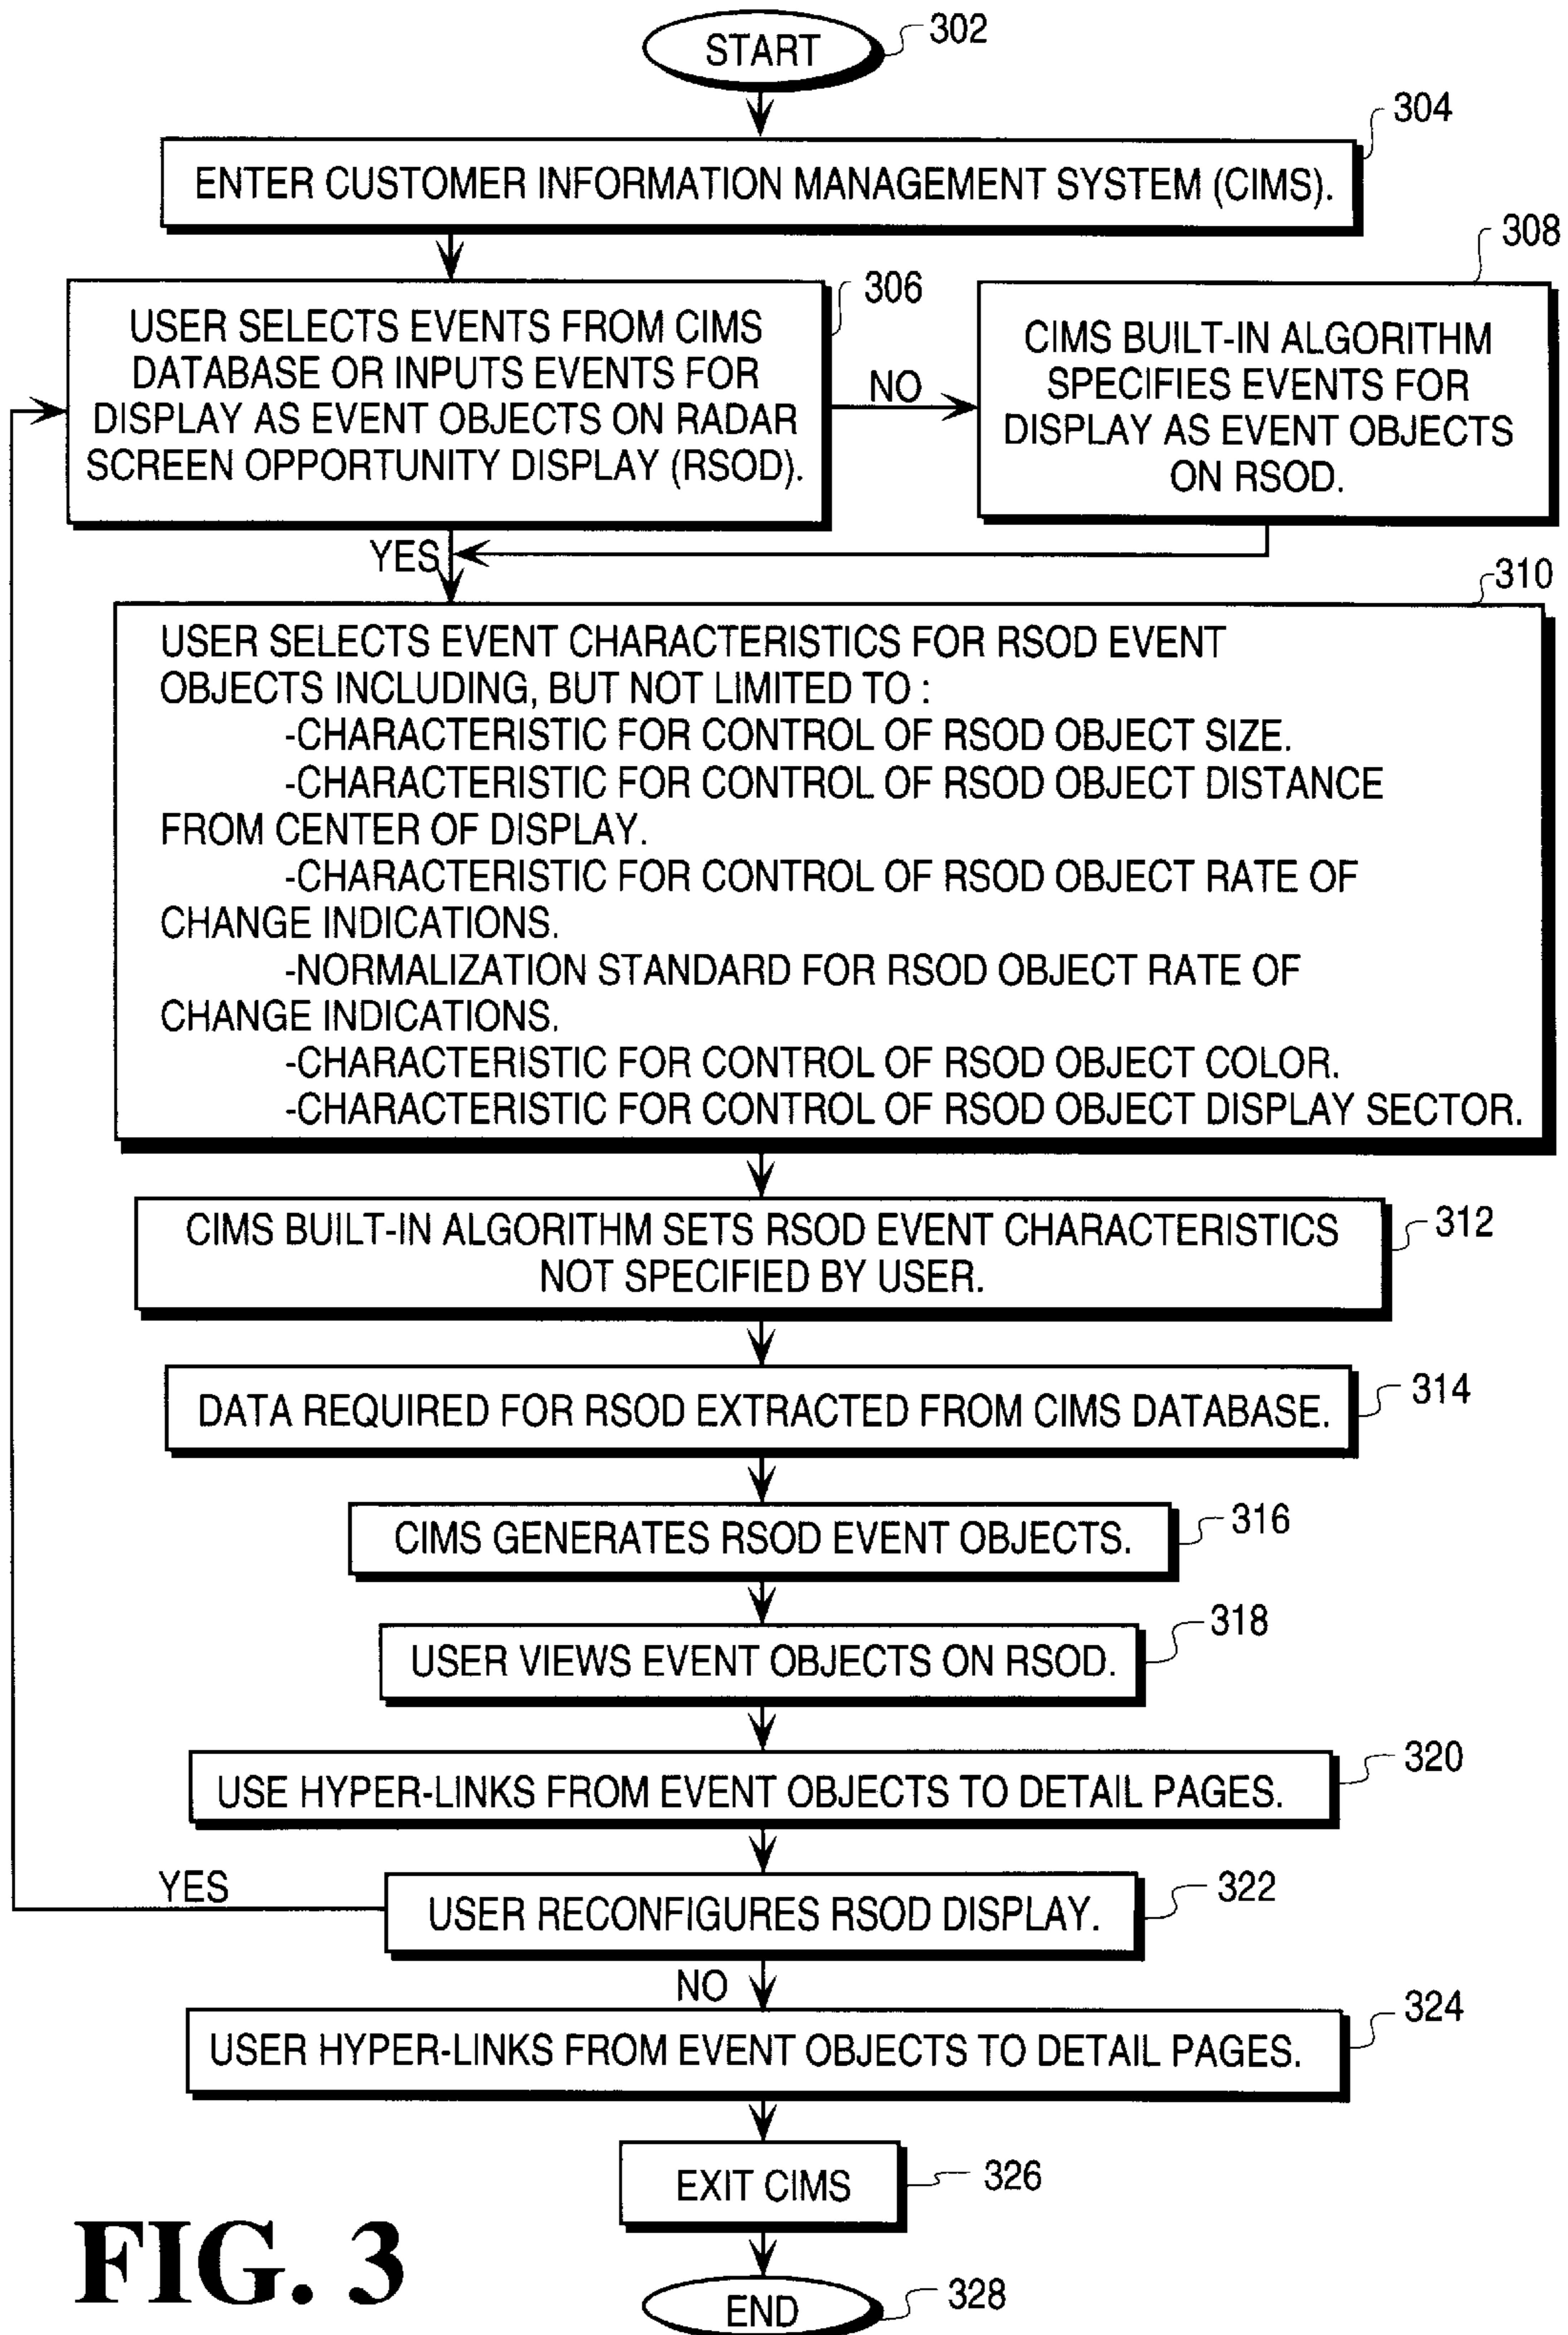 START
302
304
ENTER CUSTOMER INFORMATION MANAGEMENT SYSTEM (CIMS).
308
306
USER SELECTS EVENTS FROM CIMS
DATABASE OR INPUTS EVENTS FOR
DISPLAY AS EVENT OBJECTS ON RADAR
SCREEN OPPORTUNITY DISPLAY (RSOD).
NO
CIMS BUILT-IN ALGORITHM
SPECIFIES EVENTS FOR
DISPLAY AS EVENT OBJECTS
ON RSOD.
YES
310
USER SELECTS EVENT CHARACTERISTICS FOR RSOD EVENT
OBJECTS INCLUDING, BUT NOT LIMITED TO :
-CHARACTERISTIC FOR CONTROL OF RSOD OBJECT SIZE.
-CHARACTERISTIC FOR CONTROL OF RSOD OBJECT DISTANCE
FROM CENTER OF DISPLAY.
-CHARACTERISTIC FOR CONTROL OF RSOD OBJECT RATE OF
CHANGE INDICATIONS.
-NORMALIZATION STANDARD FOR RSOD OBJECT RATE OF
CHANGE INDICATIONS.
-CHARACTERISTIC FOR CONTROL OF RSOD OBJECT COLOR.
-CHARACTERISTIC FOR CONTROL OF RSOD OBJECT DISPLAY SECTOR.
CIMS BUILT-IN ALGORITHM SETS RSOD EVENT CHARACTERISTICS
NOT SPECIFIED BY USER.
312
DATA REQUIRED FOR RSOD EXTRACTED FROM CIMS DATABASE.
314
CIMS GENERATES RSOD EVENT OBJECTS.
316
USER VIEWS EVENT OBJECTS ON RSOD.
318
USE HYPER-LINKS FROM EVENT OBJECTS TO DETAIL PAGES.
320
YES
USER RECONFIGURES RSOD DISPLAY.
322
NO
USER HYPER-LINKS FROM EVENT OBJECTS TO DETAIL PAGES.
324
EXIT CIMS
326
FIG. 3
END
328